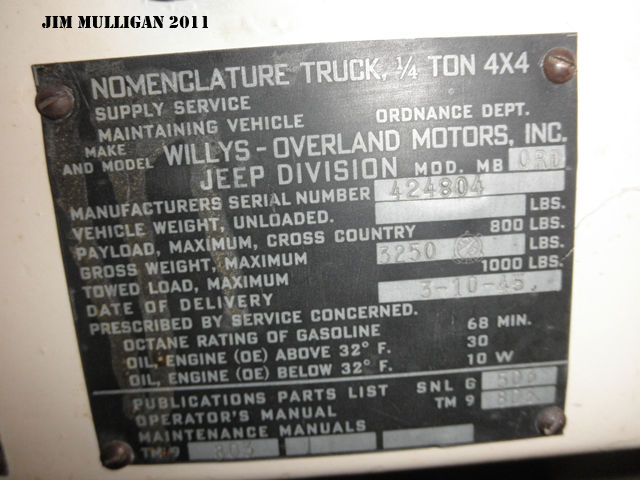 JIM MULLIGAN 2011
NOMENCLATURE TRUCK, ¼ TON 4X4
SUPPLY SERVICE
MAINTAINING VEHICLE ORDNANCE DEPT.
MAKE AND MODEL WILLYS - OVERLAND MOTORS, INC.
JEEP DIVISION MOD. MB ORD
MANUFACTURERS SERIAL NUMBER 424804
VEHICLE WEIGHT, UNLOADED. LBS.
PAYLOAD, MAXIMUM, CROSS COUNTRY 800 LBS.
GROSS WEIGHT, MAXIMUM 3250 LBS.
TOWED LOAD, MAXIMUM 1000 LBS.
DATE OF DELIVERY 3-10-45.
PRESCRIBED BY SERVICE CONCERNED.
OCTANE RATING OF GASOLINE 68 MIN.
OIL, ENGINE (OE) ABOVE 32° F. 30
OIL, ENGINE (OE) BELOW 32° F. 10 W
PUBLICATIONS PARTS LIST SNL G 503
OPERATOR'S MANUAL TM 9 803
MAINTENANCE MANUALS
TM 9 803